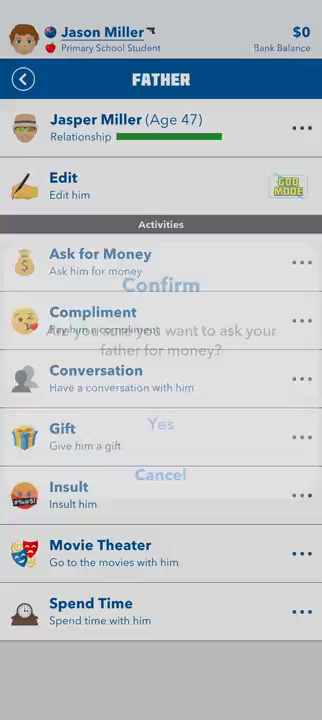 Jason Miller
$0
Primary School Student
Bank Balance
FATHER
Jasper Miller (Age 47)
Relationship
Edit
Edit him
GOD MODE
Activities
Ask for Money
Ask him for money
Confirm
Compliment
Pay him a compliment
Are you sure you want to ask your
father for money?
Conversation
Have a conversation with him
Yes
Gift
Give him a gift
Cancel
Insult
Insult him
Movie Theater
Go to the movies with him
Spend Time
Spend time with him